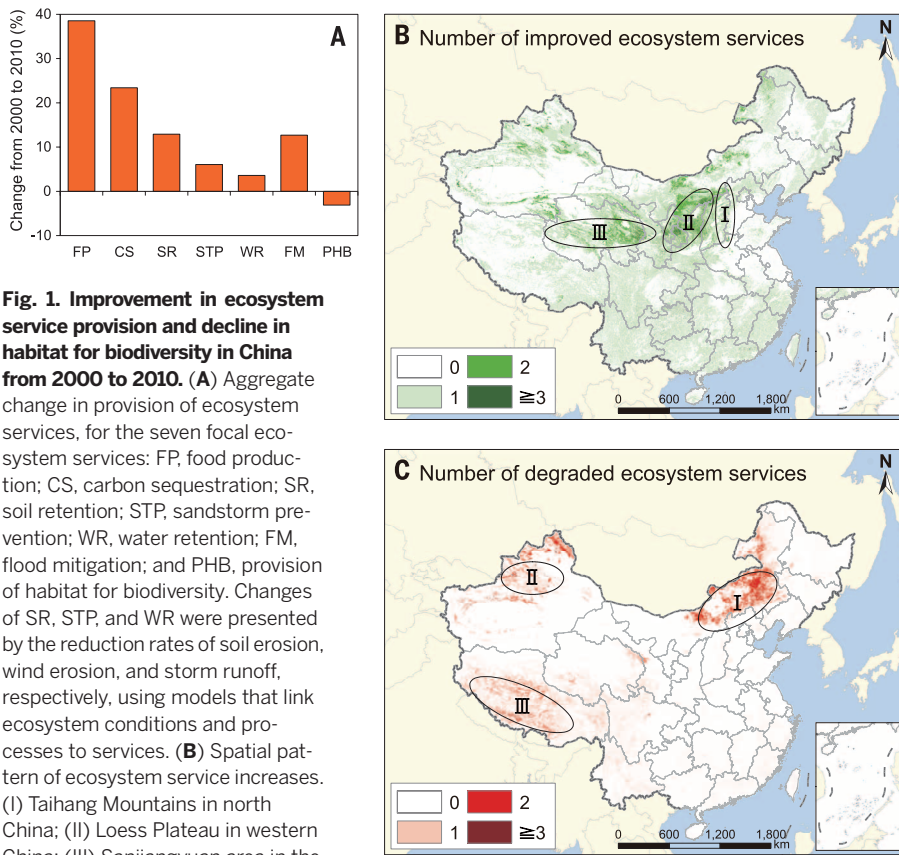 A
Change from 2000 to 2010 (%)
40
30
20
10
0
-10
FP CS SR STP WR FM PHB
Fig. 1. Improvement in ecosystem
service provision and decline in
habitat for biodiversity in China
from 2000 to 2010. (A) Aggregate
change in provision of ecosystem
services, for the seven focal eco-
system services: FP, food produc-
tion; CS, carbon sequestration; SR,
soil retention; STP, sandstorm pre-
vention; WR, water retention; FM,
flood mitigation; and PHB, provision
of habitat for biodiversity. Changes
of SR, STP, and WR were presented
by the reduction rates of soil erosion,
wind erosion, and storm runoff,
respectively, using models that link
ecosystem conditions and pro-
cesses to services. (B) Spatial pat-
tern of ecosystem service increases.
(I) Taihang Mountains in north
China; (II) Loess Plateau in western
China; (III) Sanjiangyuan area in the
B Number of improved ecosystem services
N
I
II
III
0 2
1 ≧3
0 600 1,200 1,800
km
C Number of degraded ecosystem services
N
II
I
III
0 2
1 ≧3
0 600 1,200 1,800
km